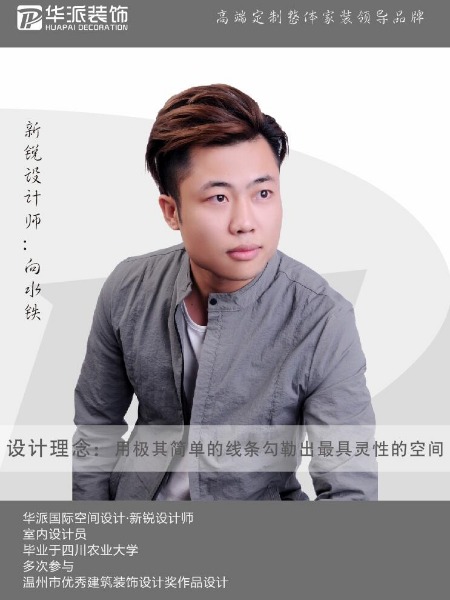 华派装饰
HUAPAI DECORATION
高端定制整体家装领导品牌
新锐设计师：向水铁
设计理念：用极其简单的线条勾勒出最具灵性的空间
华派国际空间设计·新锐设计师
室内设计员
毕业于四川农业大学
多次参与
温州市优秀建筑装饰设计奖作品设计